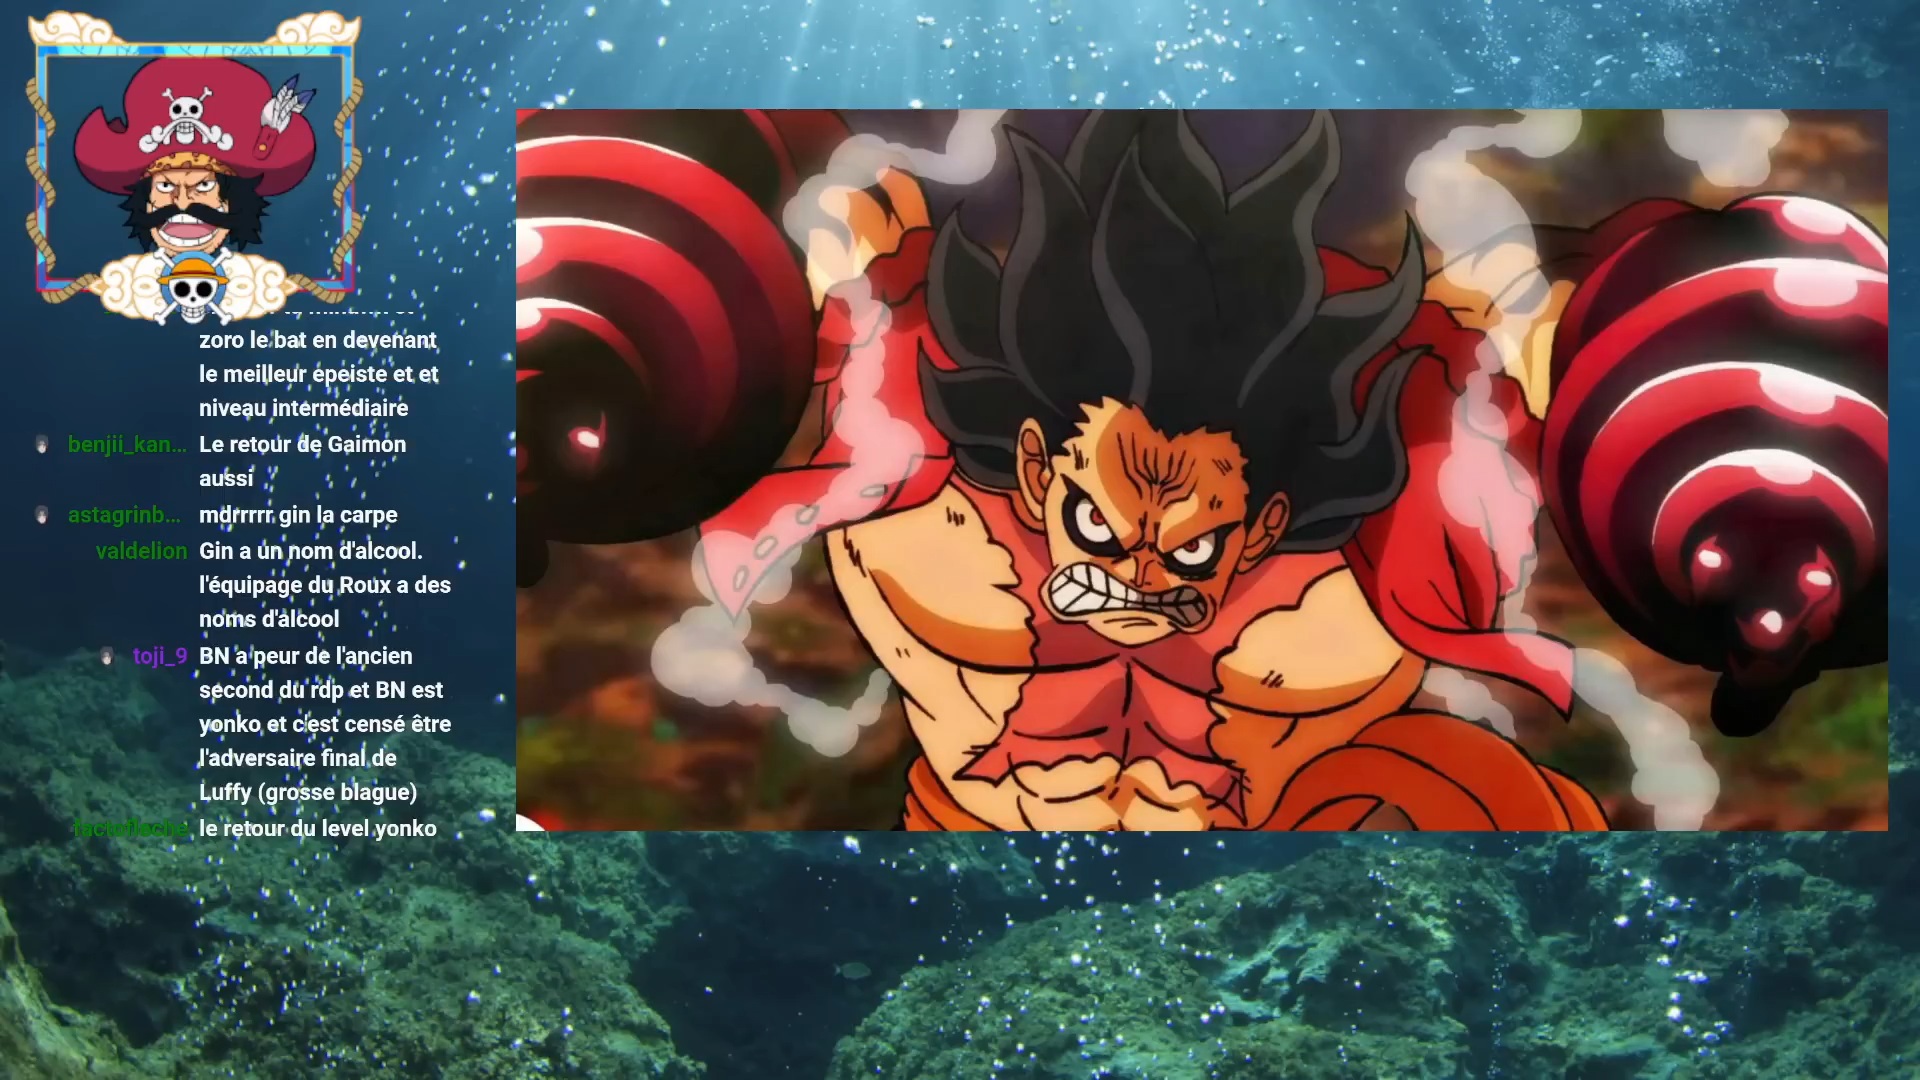 zoro le bat en devenant
le meilleur epeiste et et
niveau intermédiaire
benjii_kan... Le retour de Gaimon
aussi
astagrinb... mdrrrrr gin la carpe
valdelion Gin a un nom d'alcool.
l'équipage du Roux a des
noms d'alcool
toji_9 BN a peur de l'ancien
second du rdp et BN est
yonko et c'est censé être
l'adversaire final de
Luffy (grosse blague)
le retour du level yonko